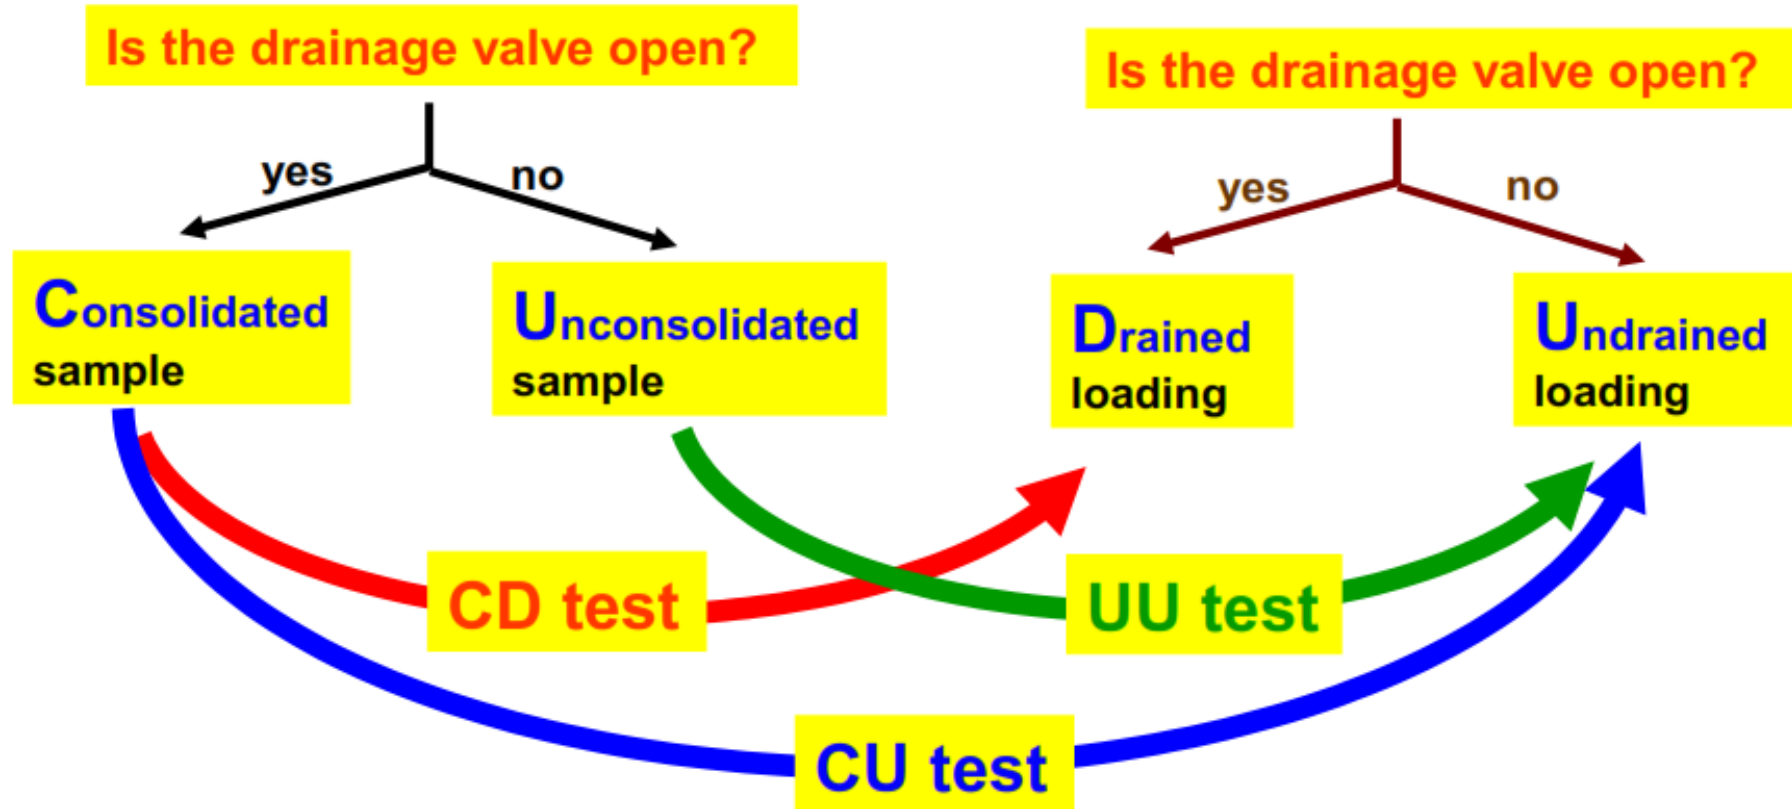 Is the drainage valve open?
yes
no
Consolidated
sample
Unconsolidated
sample
Is the drainage valve open?
yes
no
Drained
loading
Undrained
loading
CD test
UU test
CU test